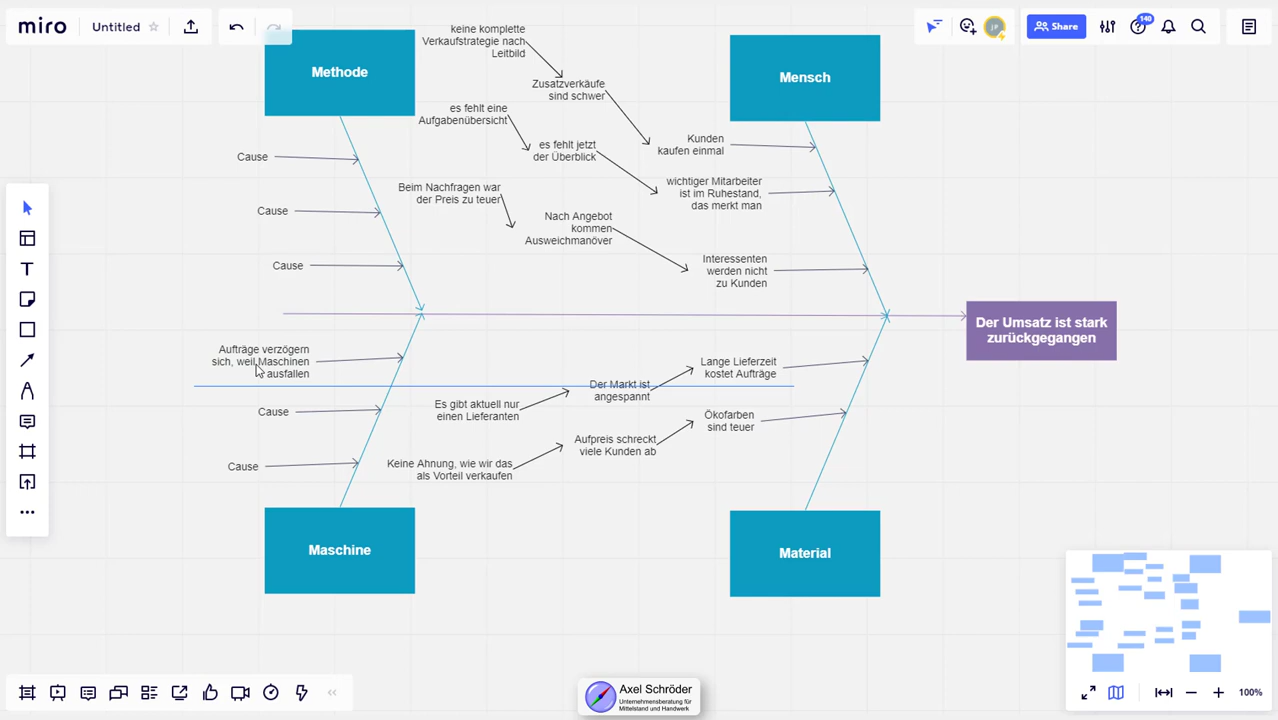 miro
Untitled
Share
140
keine komplette
Verkaufstrategie nach
Leitbild
Methode
Mensch
Zusatzverkäufe
sind schwer
es fehlt eine
Aufgabenübersicht
Cause
es fehlt jetzt
der Überblick
Kunden
kaufen einmal
Beim Nachfragen war
der Preis zu teuer
wichtiger Mitarbeiter
ist im Ruhestand,
das merkt man
Cause
Nach Angebot
kommen
Ausweichmanöver
Cause
Interessenten
werden nicht
zu Kunden
Der Umsatz ist stark
zurückgegangen
Aufträge verzögern
sich, weil Maschinen
ausfallen
Lange Lieferzeit
kostet Aufträge
Der Markt ist
angespannt
Es gibt aktuell nur
einen Lieferanten
Cause
Ökofarben
sind teuer
Aufpreis schreckt
viele Kunden ab
Keine Ahnung, wie wir das
als Vorteil verkaufen
Cause
Maschine
Material
Axel Schröder
Unternehmensberatung für
Mittelstand und Handwerk
100%